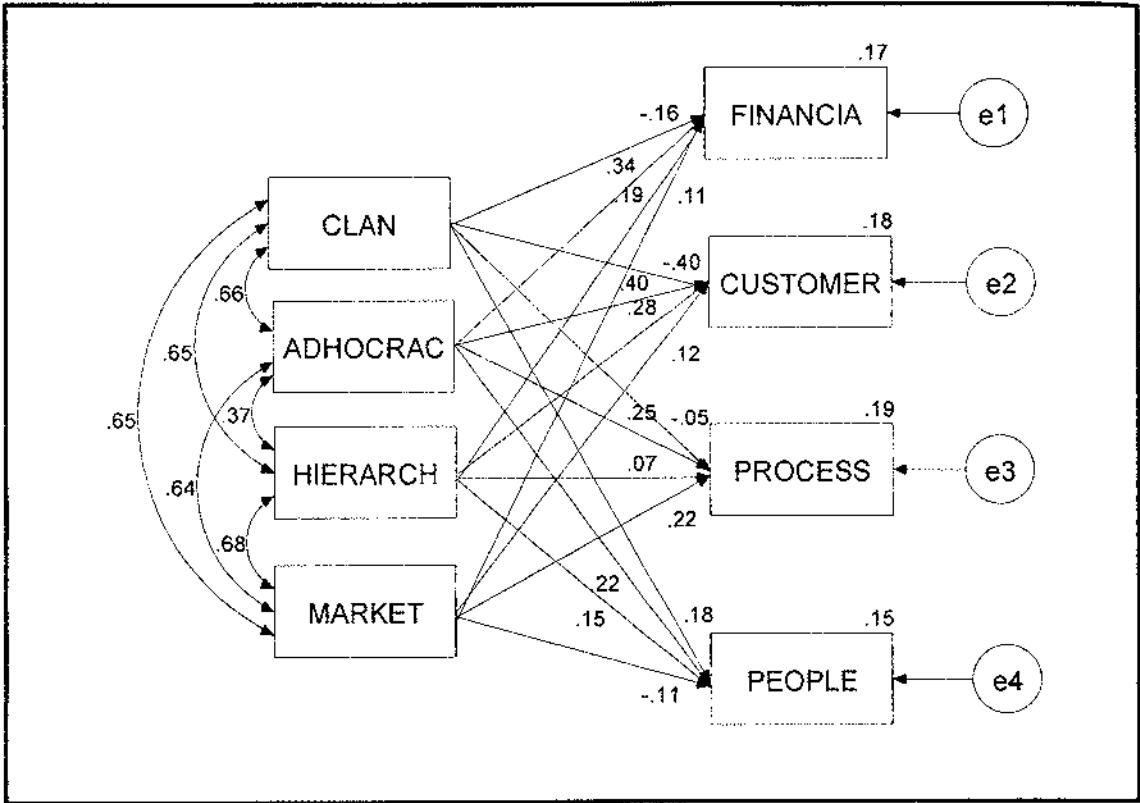 .17
-.16
FINANCIA
e1
.34
.19
.11
CLAN
.18
-.40
CUSTOMER
e2
.40
.28
.66
ADHOCRAC
.12
.65
.19
.65
.37
.25
-.05
HIERARCH
.07
PROCESS
e3
.64
.22
.68
.22
MARKET
.15
.18
.15
PEOPLE
e4
-.11